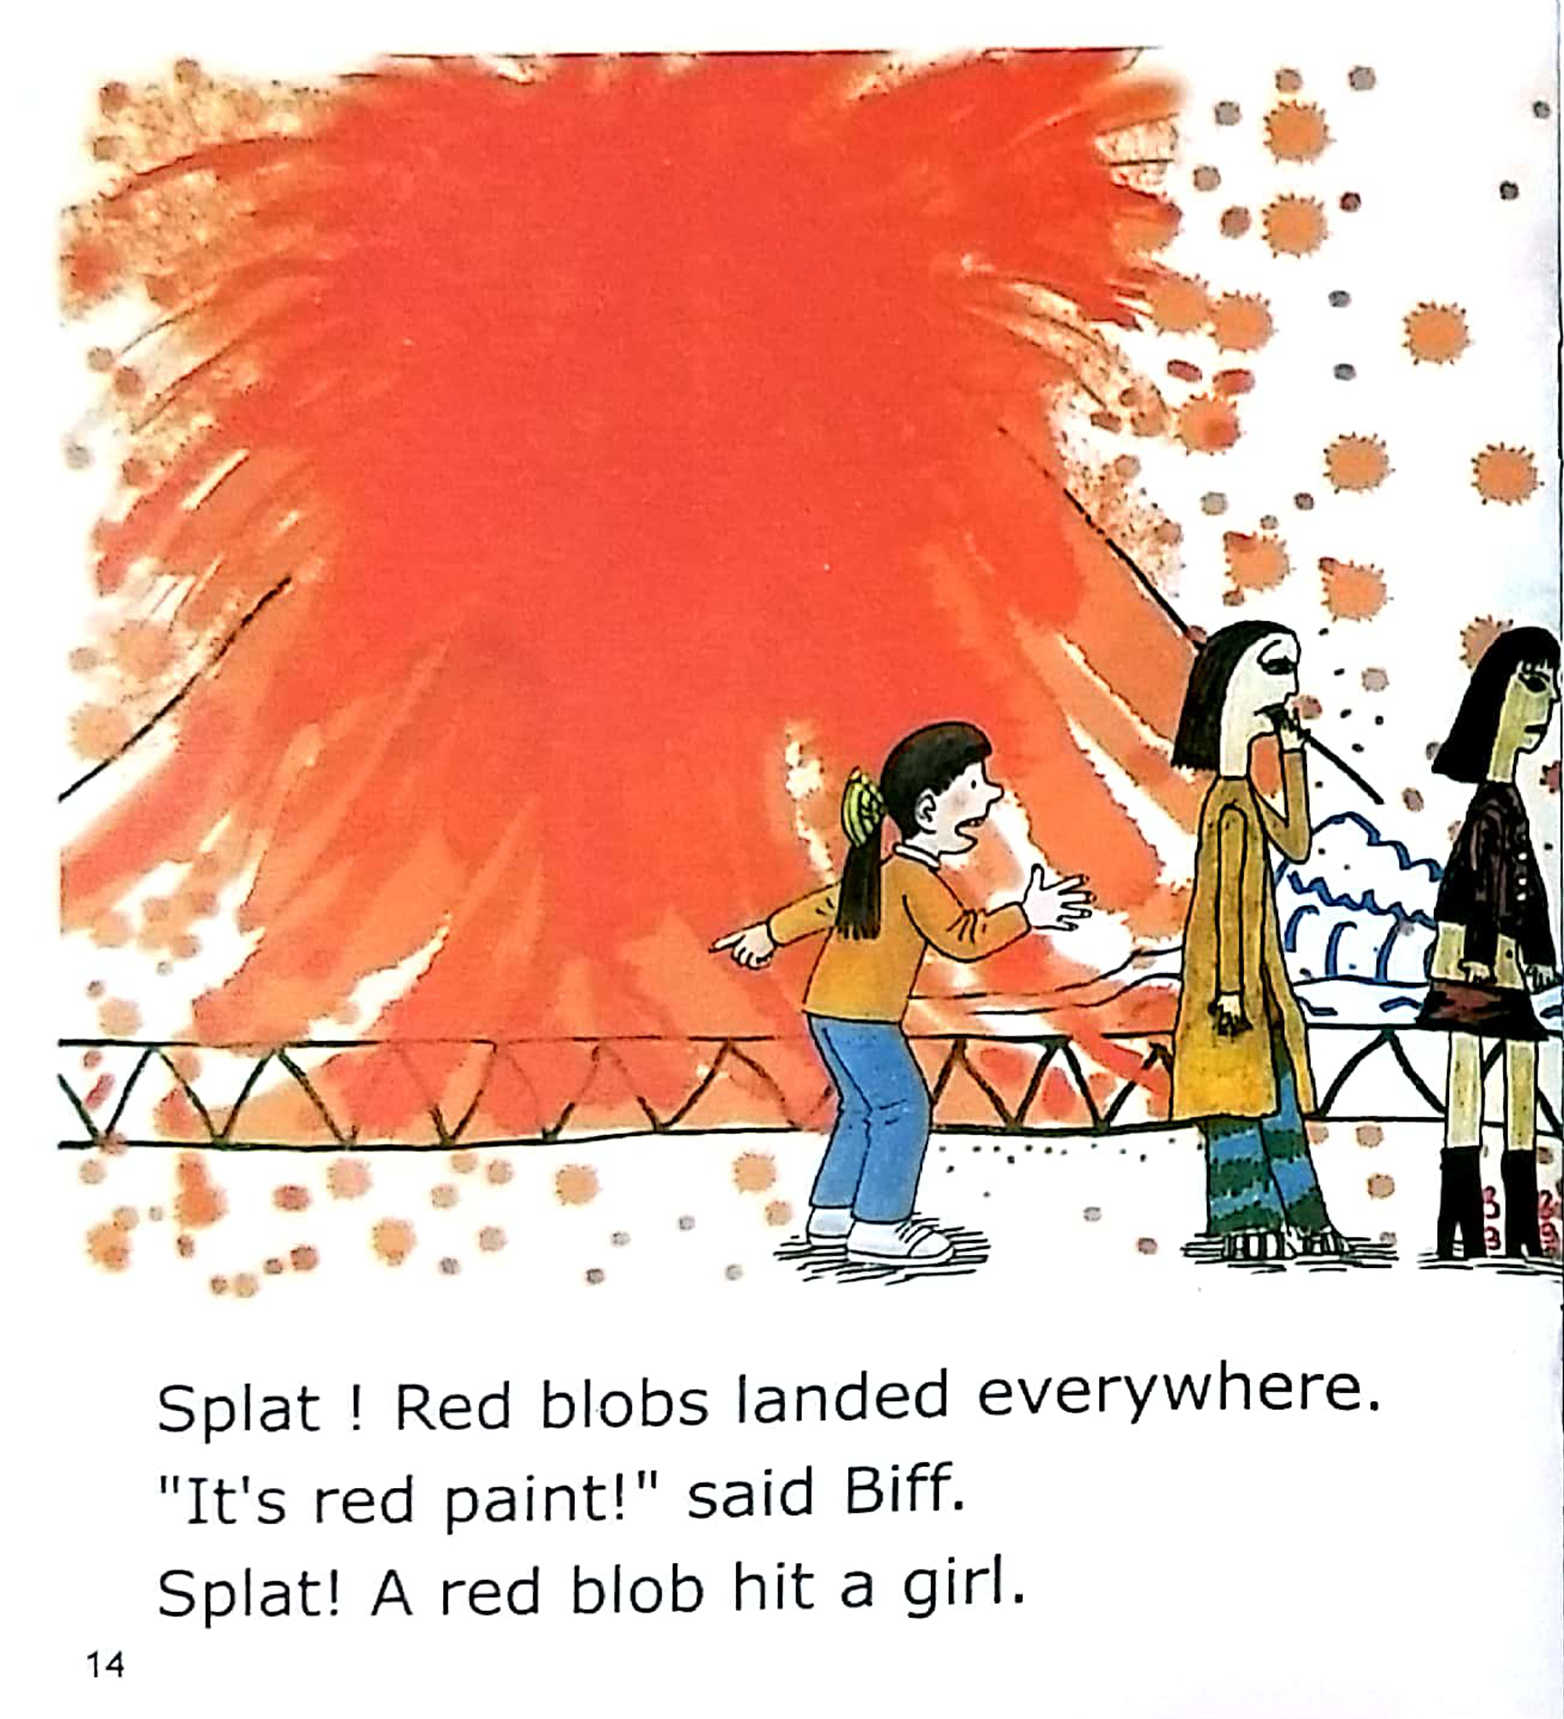 Splat ! Red blobs landed everywhere.
"It's red paint!" said Biff.
Splat! A red blob hit a girl.
14